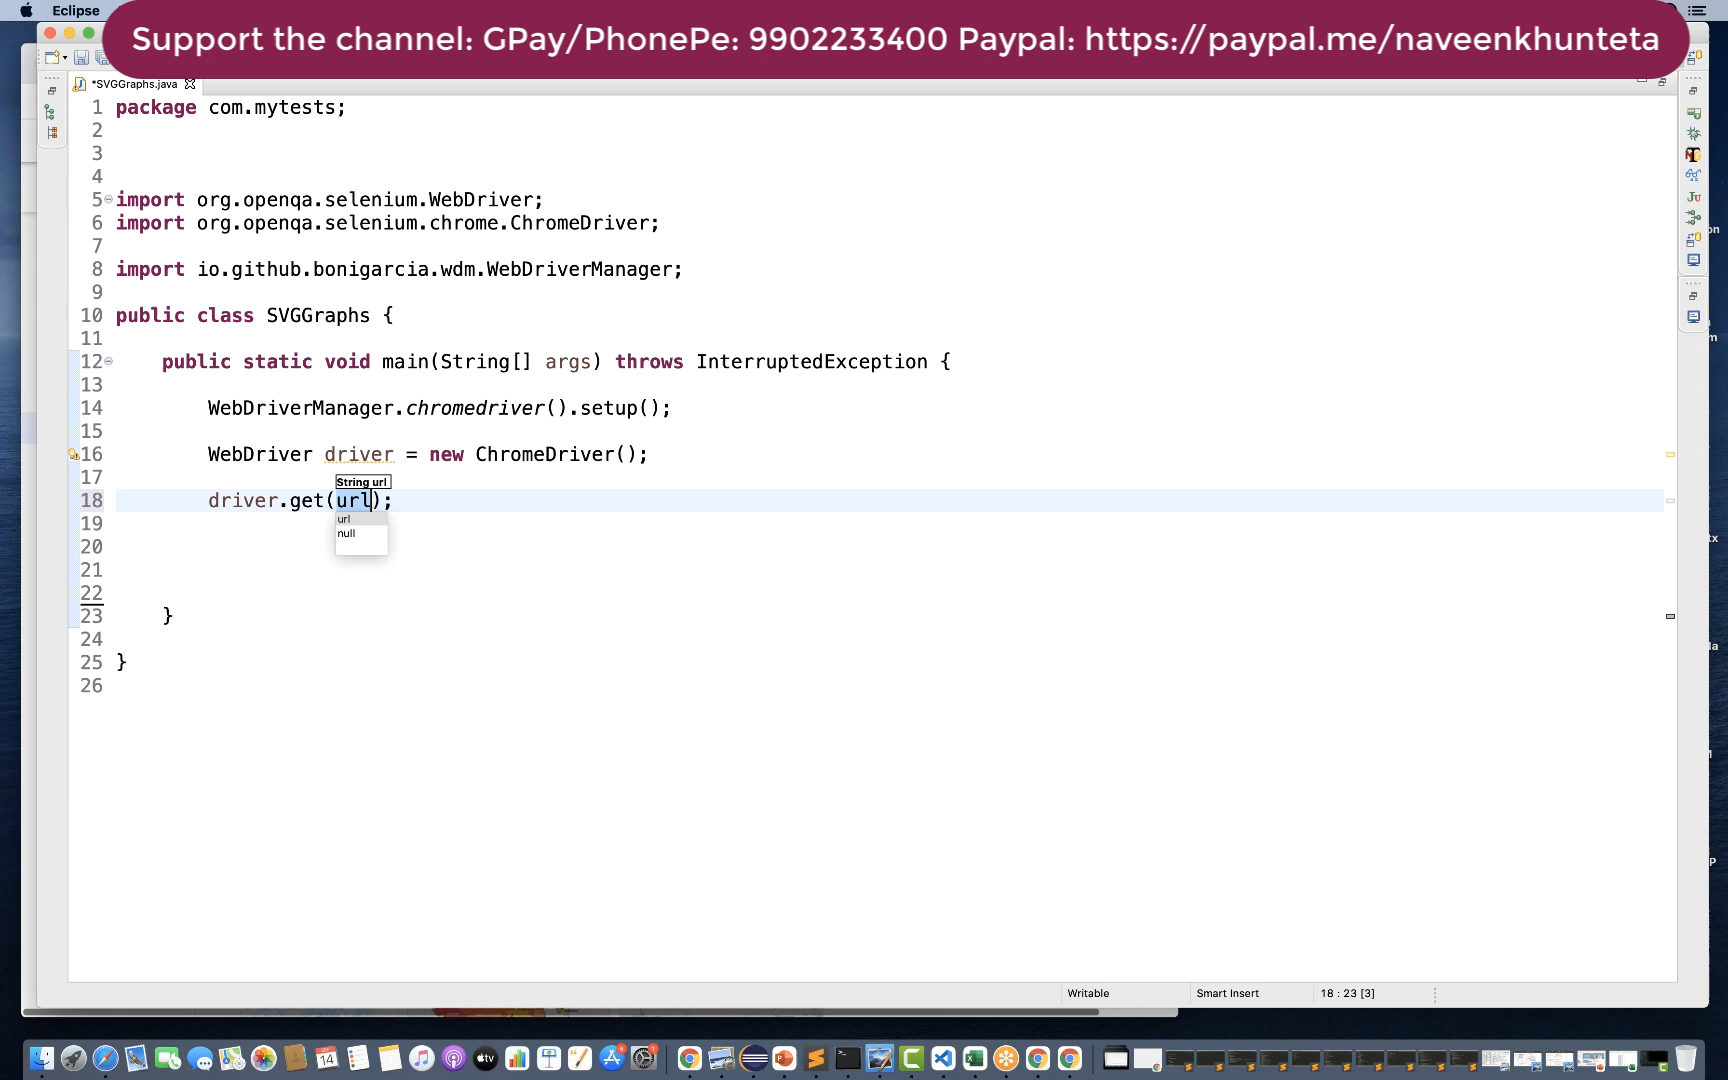 Eclipse
Support the channel: GPay/PhonePe: 9902233400 Paypal: https://paypal.me/naveenkhunteta
*SVGGraphs.java
1 package com.mytests;
2
3
4
5 import org.openqa.selenium.WebDriver;
6 import org.openqa.selenium.chrome.ChromeDriver;
7
8 import io.github.bonigarcia.wdm.WebDriverManager;
9
10 public class SVGGraphs {
11
12 public static void main(String[] args) throws InterruptedException {
13
14 WebDriverManager.chromedriver().setup();
15
16 WebDriver driver = new ChromeDriver();
17
String url
18 driver.get(url);
19
url
null
20
21
22
23 }
24
25 }
26
Writable
Smart Insert
18 : 23 [3]